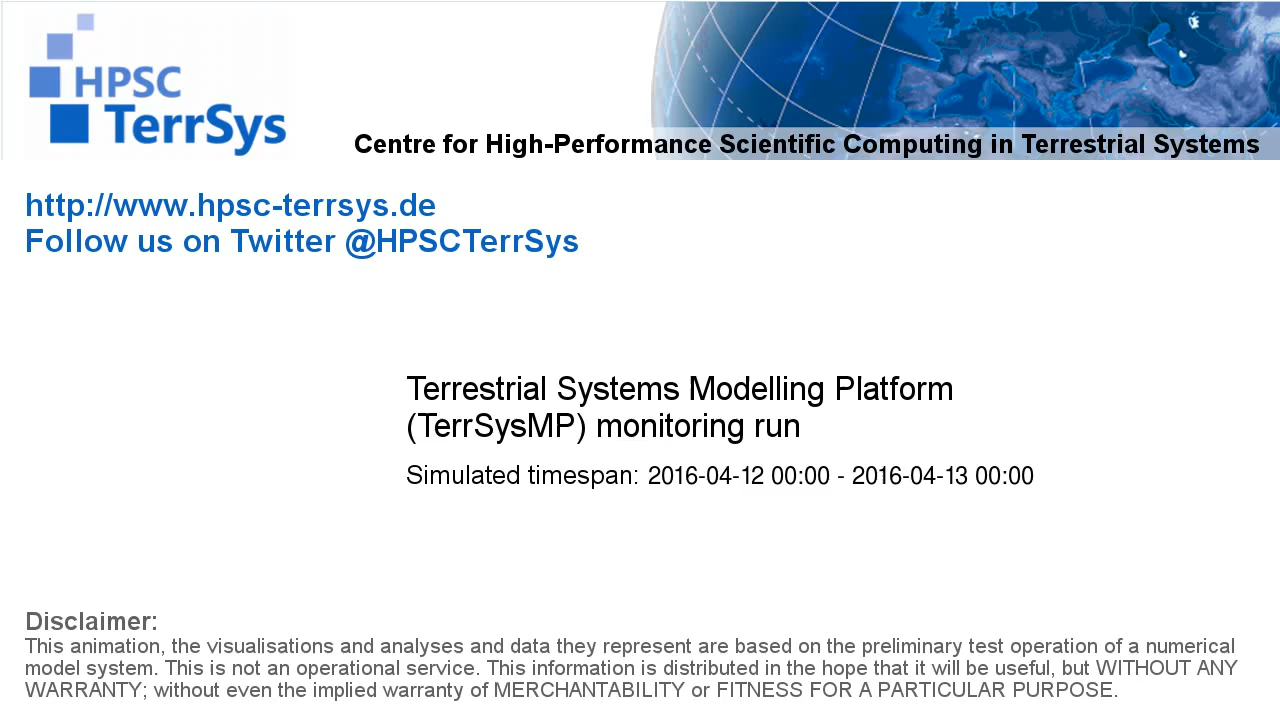 HPSC
TerrSys
Centre for High-Performance Scientific Computing in Terrestrial Systems
http://www.hpsc-terrsys.de
Follow us on Twitter @HPSCTerrSys
Terrestrial Systems Modelling Platform
(TerrSysMP) monitoring run
Simulated timespan: 2016-04-12 00:00 - 2016-04-13 00:00
Disclaimer:
This animation, the visualisations and analyses and data they represent are based on the preliminary test operation of a numerical
model system. This is not an operational service. This information is distributed in the hope that it will be useful, but WITHOUT ANY
WARRANTY; without even the implied warranty of MERCHANTABILITY or FITNESS FOR A PARTICULAR PURPOSE.